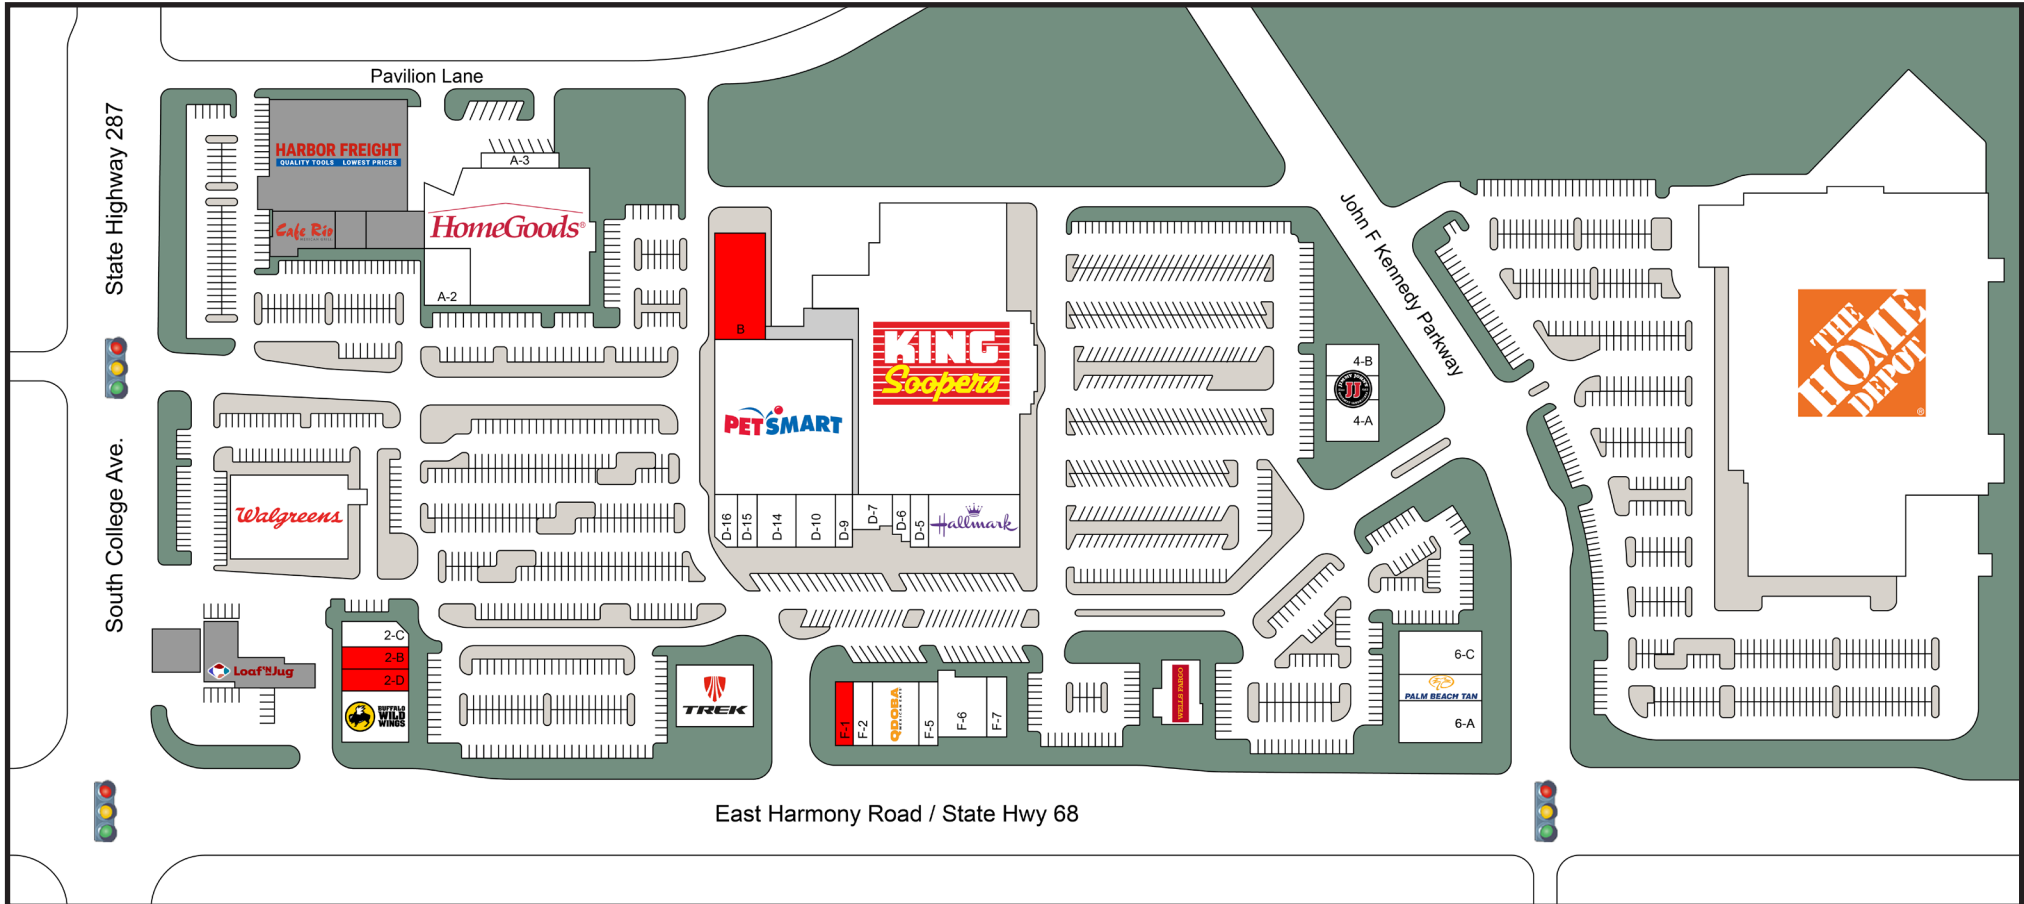 Pavilion Lane
State Highway 287
HARBOR FREIGHT
QUALITY TOOLS LOWEST PRICES
A-3
Cafe Rio
HomeGoods®
A-2
John F Kennedy Parkway
THE
HOME
DEPOT
®
B
KING
Soopers
4-B
JJ
4-A
PETSMART
South College Ave.
Walgreens
D-16
D-15
D-14
D-10
D-9
D-7
D-6
D-5
Hallmark
2-C
2-B
2-D
Loaf 'N Jug
BUFFALO
WILD
WINGS
TREK
F-1
F-2
QDOBA
MEXICAN EATS
F-5
F-6
F-7
WELLS FARGO
6-C
PALM BEACH TAN
6-A
East Harmony Road / State Hwy 68